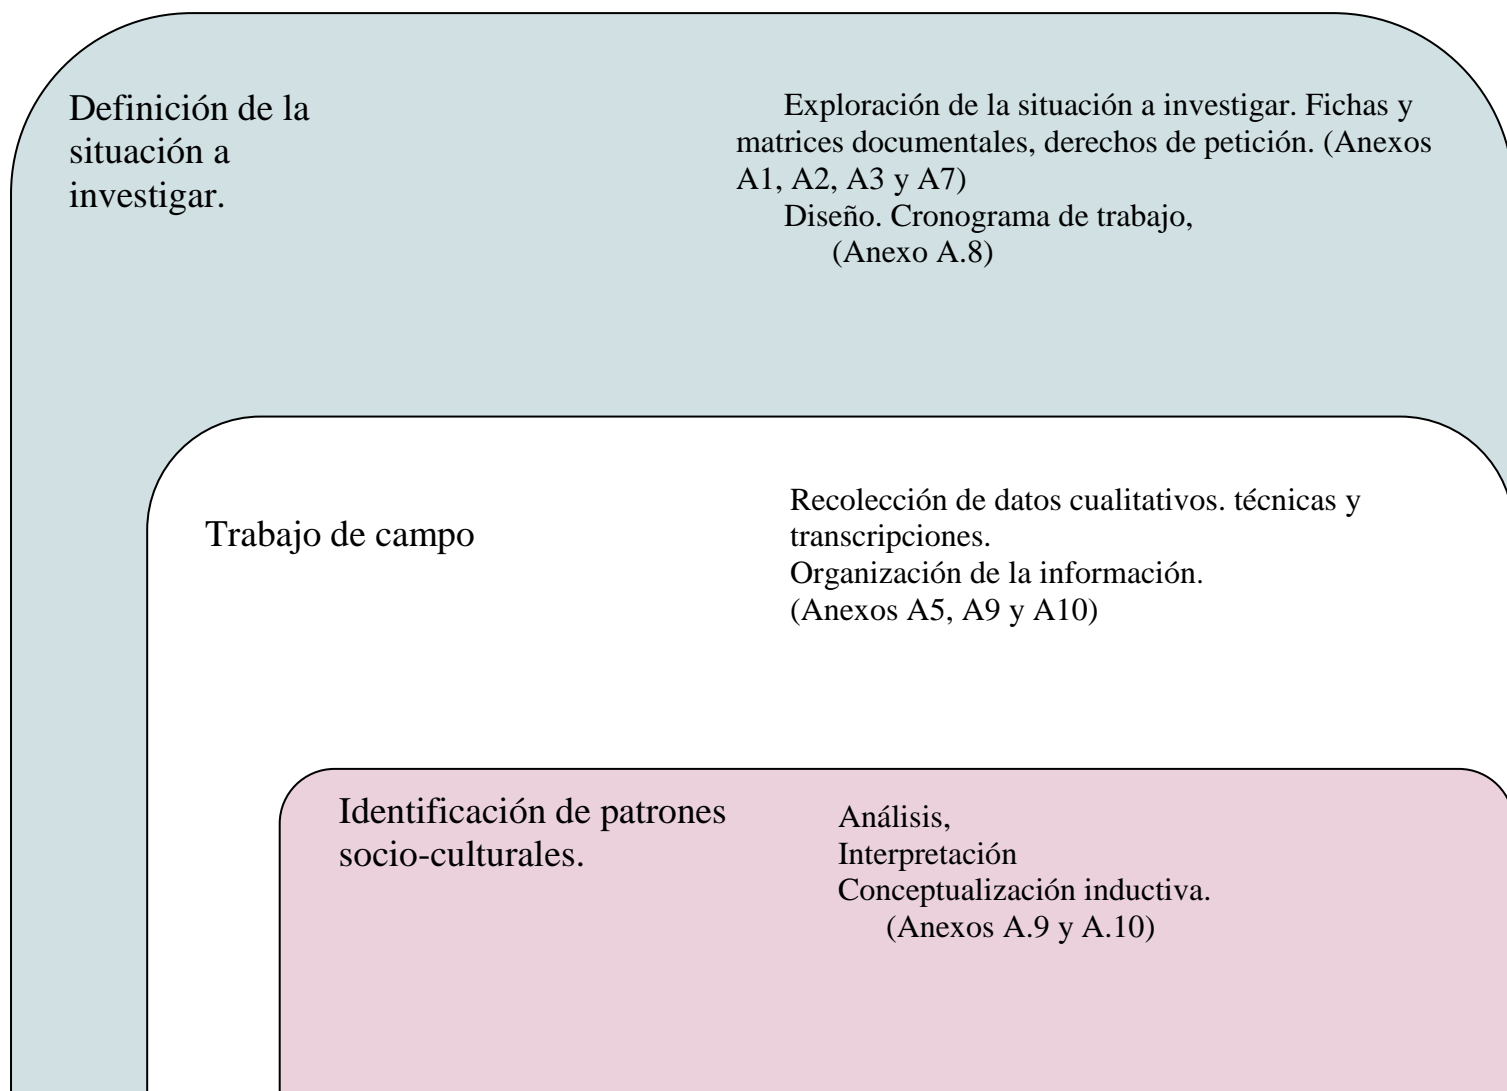 Definición de la
situación a
investigar.
Exploración de la situación a investigar. Fichas y
matrices documentales, derechos de petición. (Anexos
A1, A2, A3 y A7)
Diseño. Cronograma de trabajo,
(Anexo A.8)
Trabajo de campo
Recolección de datos cualitativos. técnicas y
transcripciones.
Organización de la información.
(Anexos A5, A9 y A10)
Identificación de patrones
socio-culturales.
Análisis,
Interpretación
Conceptualización inductiva.
(Anexos A.9 y A.10)